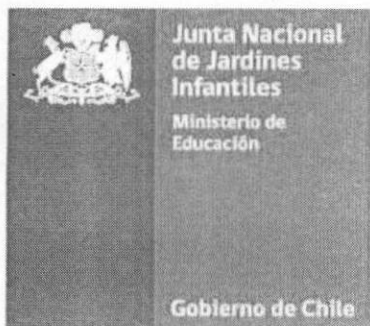 Junta Nacional
de Jardines
Infantiles
Ministerio de
Educación
Gobierno de Chile